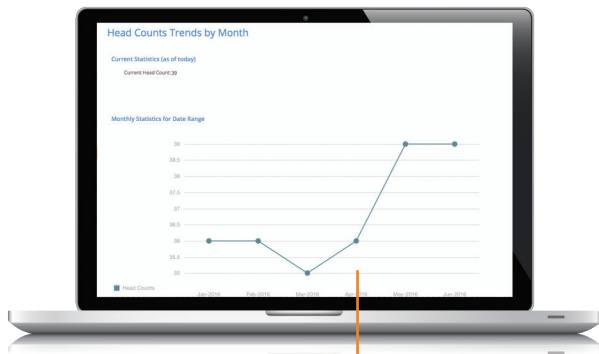 Head Counts Trends by Month
Current Statistics (as of today)
Current Head Count:39
Monthly Statistics for Date Range
39
38.5
38
37.5
37
36.5
36
35.5
35
Head Counts
Jan-2016 Feb-2016 Mar-2016 Apr-2016 May-2016 Jun-2016